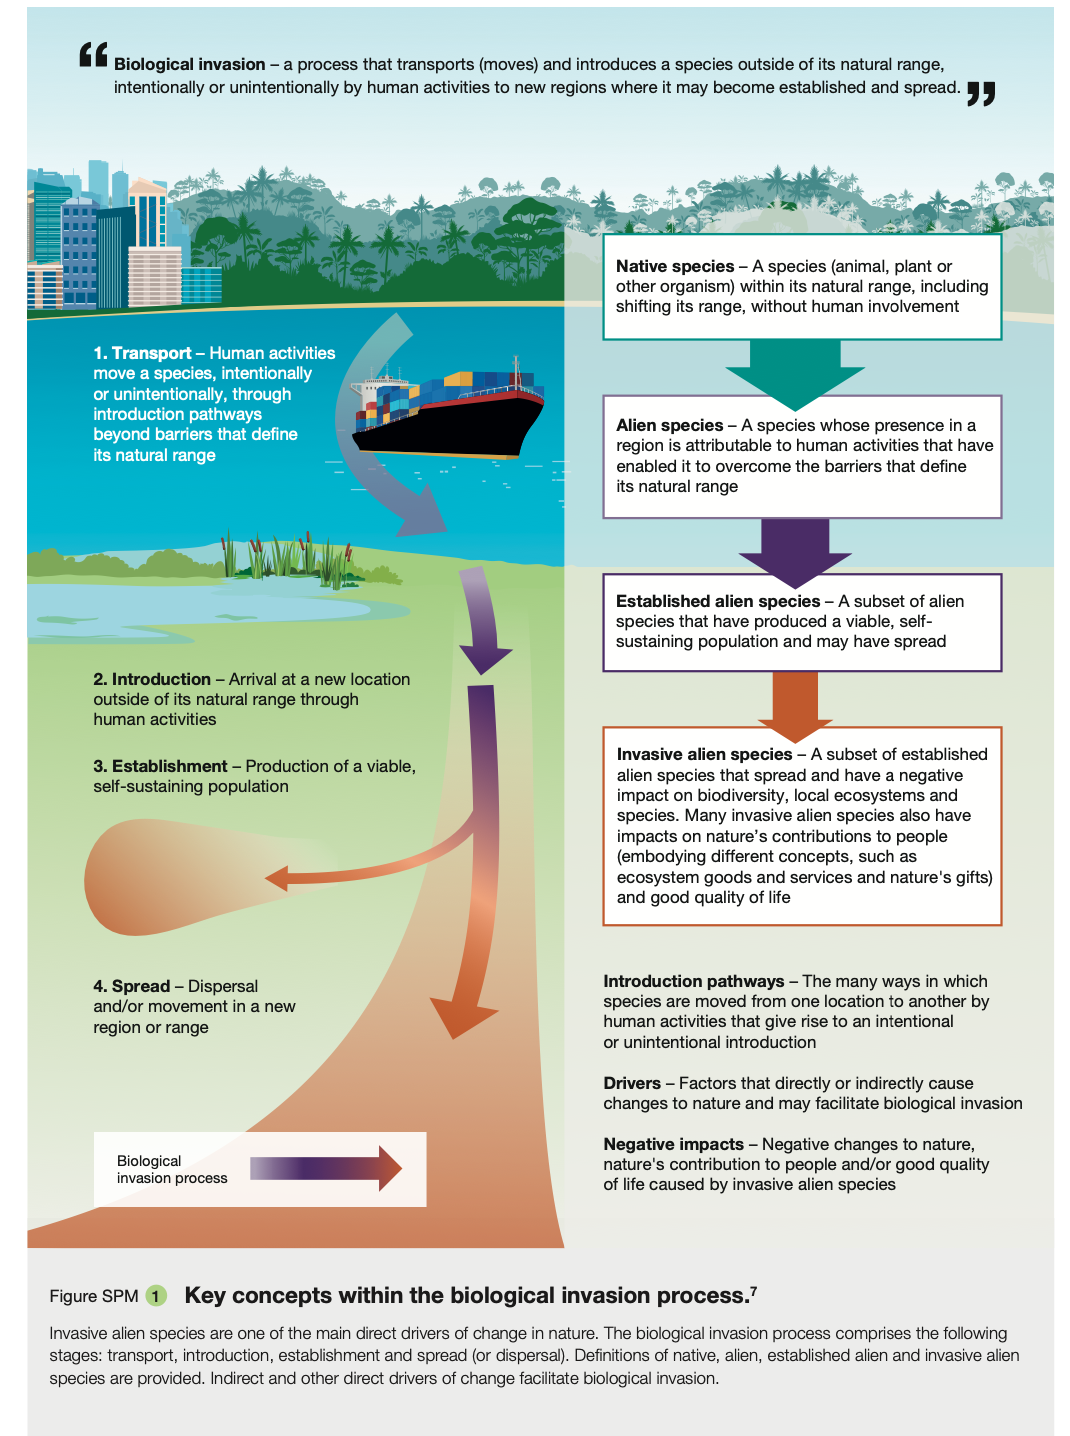 “ Biological invasion – a process that transports (moves) and introduces a species outside of its natural range,
intentionally or unintentionally by human activities to new regions where it may become established and spread. ”
1. Transport – Human activities
move a species, intentionally
or unintentionally, through
introduction pathways
beyond barriers that define
its natural range
2. Introduction – Arrival at a new location
outside of its natural range through
human activities
3. Establishment – Production of a viable,
self-sustaining population
4. Spread – Dispersal
and/or movement in a new
region or range
Biological
invasion process
Native species – A species (animal, plant or
other organism) within its natural range, including
shifting its range, without human involvement
Alien species – A species whose presence in a
region is attributable to human activities that have
enabled it to overcome the barriers that define
its natural range
Established alien species – A subset of alien
species that have produced a viable, self-
sustaining population and may have spread
Invasive alien species – A subset of established
alien species that spread and have a negative
impact on biodiversity, local ecosystems and
species. Many invasive alien species also have
impacts on nature’s contributions to people
(embodying different concepts, such as
ecosystem goods and services and nature's gifts)
and good quality of life
Introduction pathways – The many ways in which
species are moved from one location to another by
human activities that give rise to an intentional
or unintentional introduction
Drivers – Factors that directly or indirectly cause
changes to nature and may facilitate biological invasion
Negative impacts – Negative changes to nature,
nature's contribution to people and/or good quality
of life caused by invasive alien species
Figure SPM 1 Key concepts within the biological invasion process.7
Invasive alien species are one of the main direct drivers of change in nature. The biological invasion process comprises the following
stages: transport, introduction, establishment and spread (or dispersal). Definitions of native, alien, established alien and invasive alien
species are provided. Indirect and other direct drivers of change facilitate biological invasion.